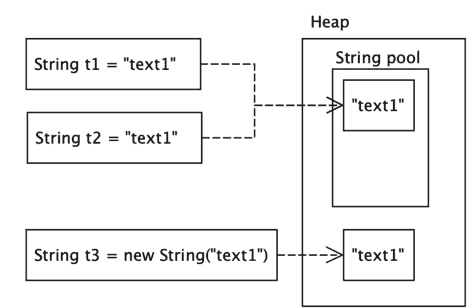 Heap
String t1 = "text1"
String pool
"text1"
String t2 = "text1"
String t3 = new String("text1")
"text1"